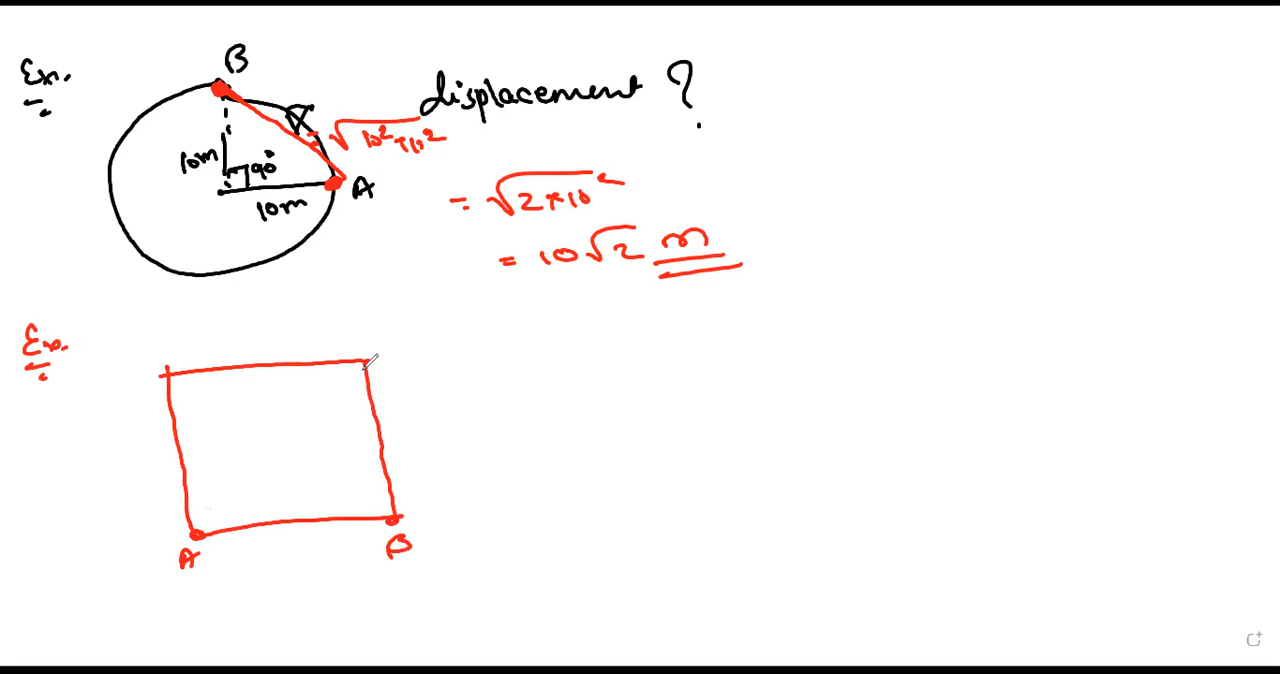 Ex.
B
displacement ?
= √10² + 10²
10m
90°
A
10m
= √2 × 10²
= 10√2 m
Ex.
A
B